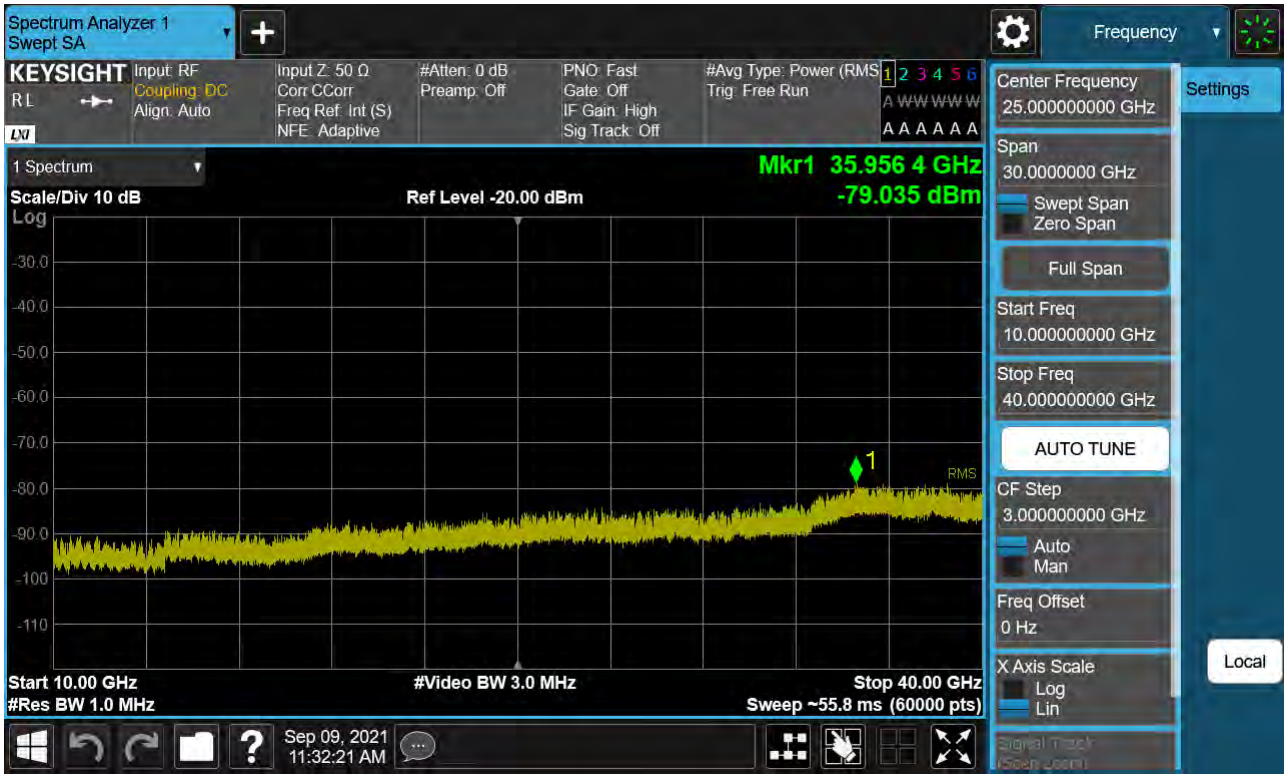 Spectrum Analyzer 1
Swept SA
Frequency
KEYSIGHT
RL
LXI
Input: RF
Coupling: DC
Align: Auto
Input Z: 50 Ω
Corr CCorr
Freq Ref: Int (S)
NFE: Adaptive
#Atten: 0 dB
Preamp: Off
PNO: Fast
Gate: Off
IF Gain: High
Sig Track: Off
#Avg Type: Power (RMS
Trig: Free Run
1 2 3 4 5 6
A W W W W W
A A A A A A
1 Spectrum
Scale/Div 10 dB
Log
Ref Level -20.00 dBm
Mkr1 35.956 4 GHz
-79.035 dBm
-30.0
-40.0
-50.0
-60.0
-70.0
-80.0
-90.0
-100
-110
1
RMS
Start 10.00 GHz
#Res BW 1.0 MHz
#Video BW 3.0 MHz
Stop 40.00 GHz
Sweep ~55.8 ms (60000 pts)
?
Sep 09, 2021
11:32:21 AM
Center Frequency
25.000000000 GHz
Span
30.0000000 GHz
Swept Span
Zero Span
Full Span
Start Freq
10.000000000 GHz
Stop Freq
40.000000000 GHz
AUTO TUNE
CF Step
3.000000000 GHz
Auto
Man
Freq Offset
0 Hz
X Axis Scale
Log
Lin
Signal Track
(Span Zoom)
Settings
Local